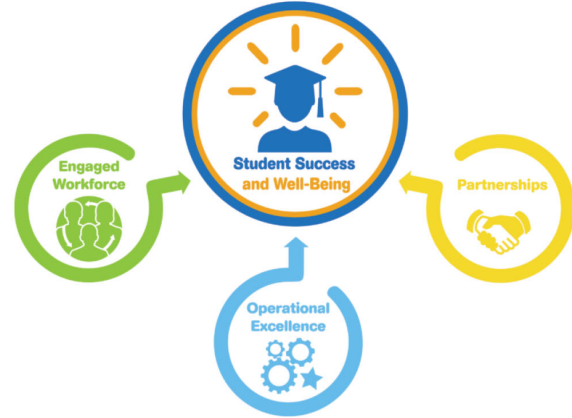 Student Success
and Well-Being
Engaged
Workforce
Partnerships
Operational
Excellence